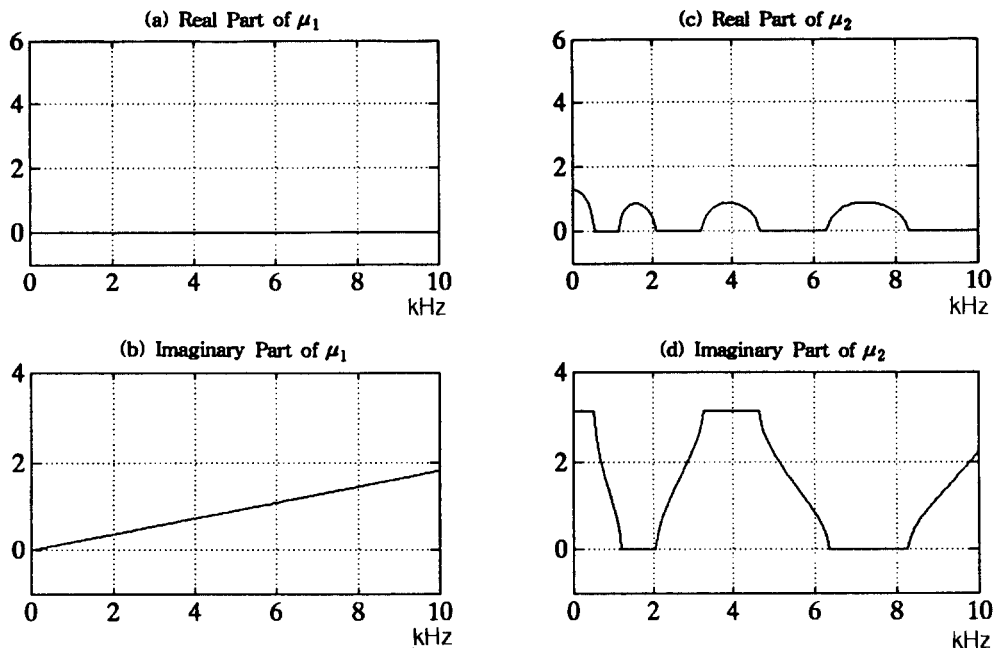 (a) Real Part of μ₁
6
4
2
0
0 2 4 6 8 10
kHz
(c) Real Part of μ₂
6
4
2
0
0 2 4 6 8 10
kHz
(b) Imaginary Part of μ₁
4
2
0
0 2 4 6 8 10
kHz
(d) Imaginary Part of μ₂
4
2
0
0 2 4 6 8 10
kHz